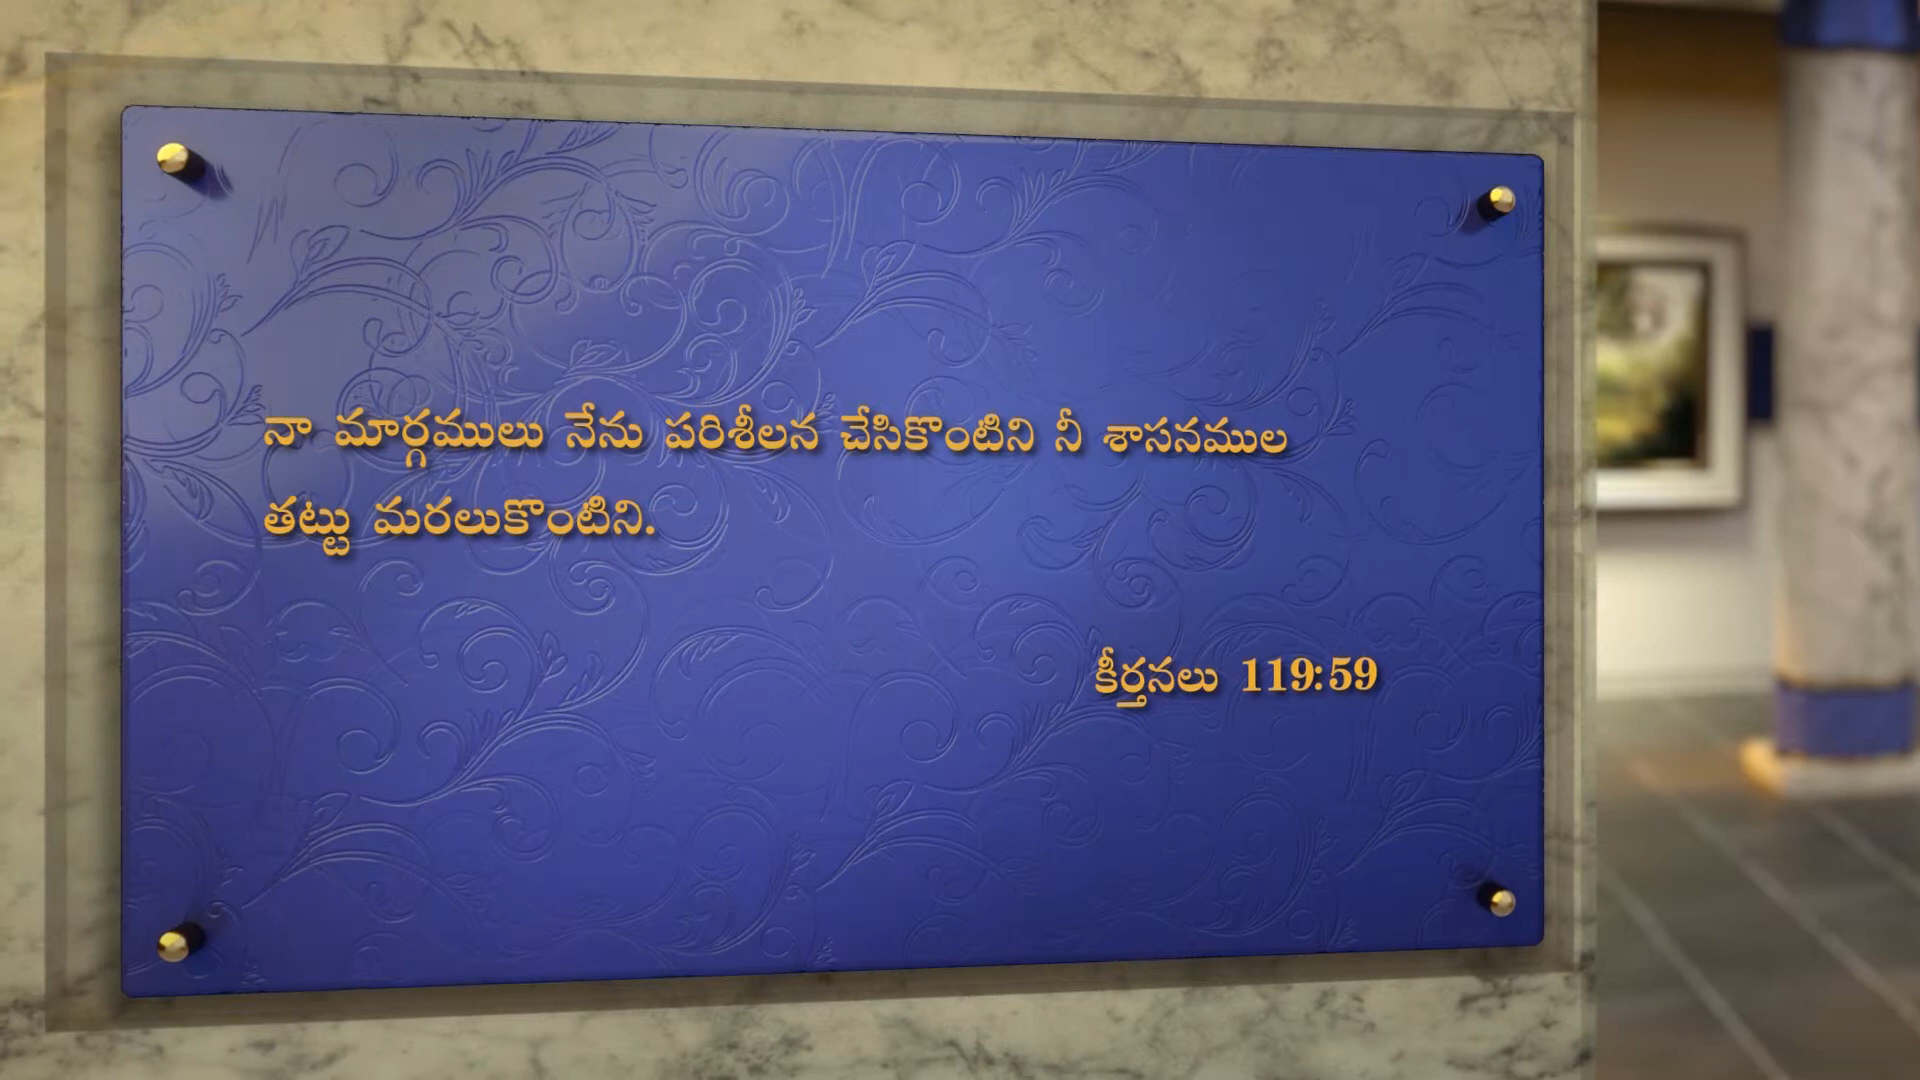 నా మార్గములు నేను పరిశీలన చేసికొంటిని నీ శాసనముల
తట్టు మరలుకొంటిని.
కీర్తనలు 119:59